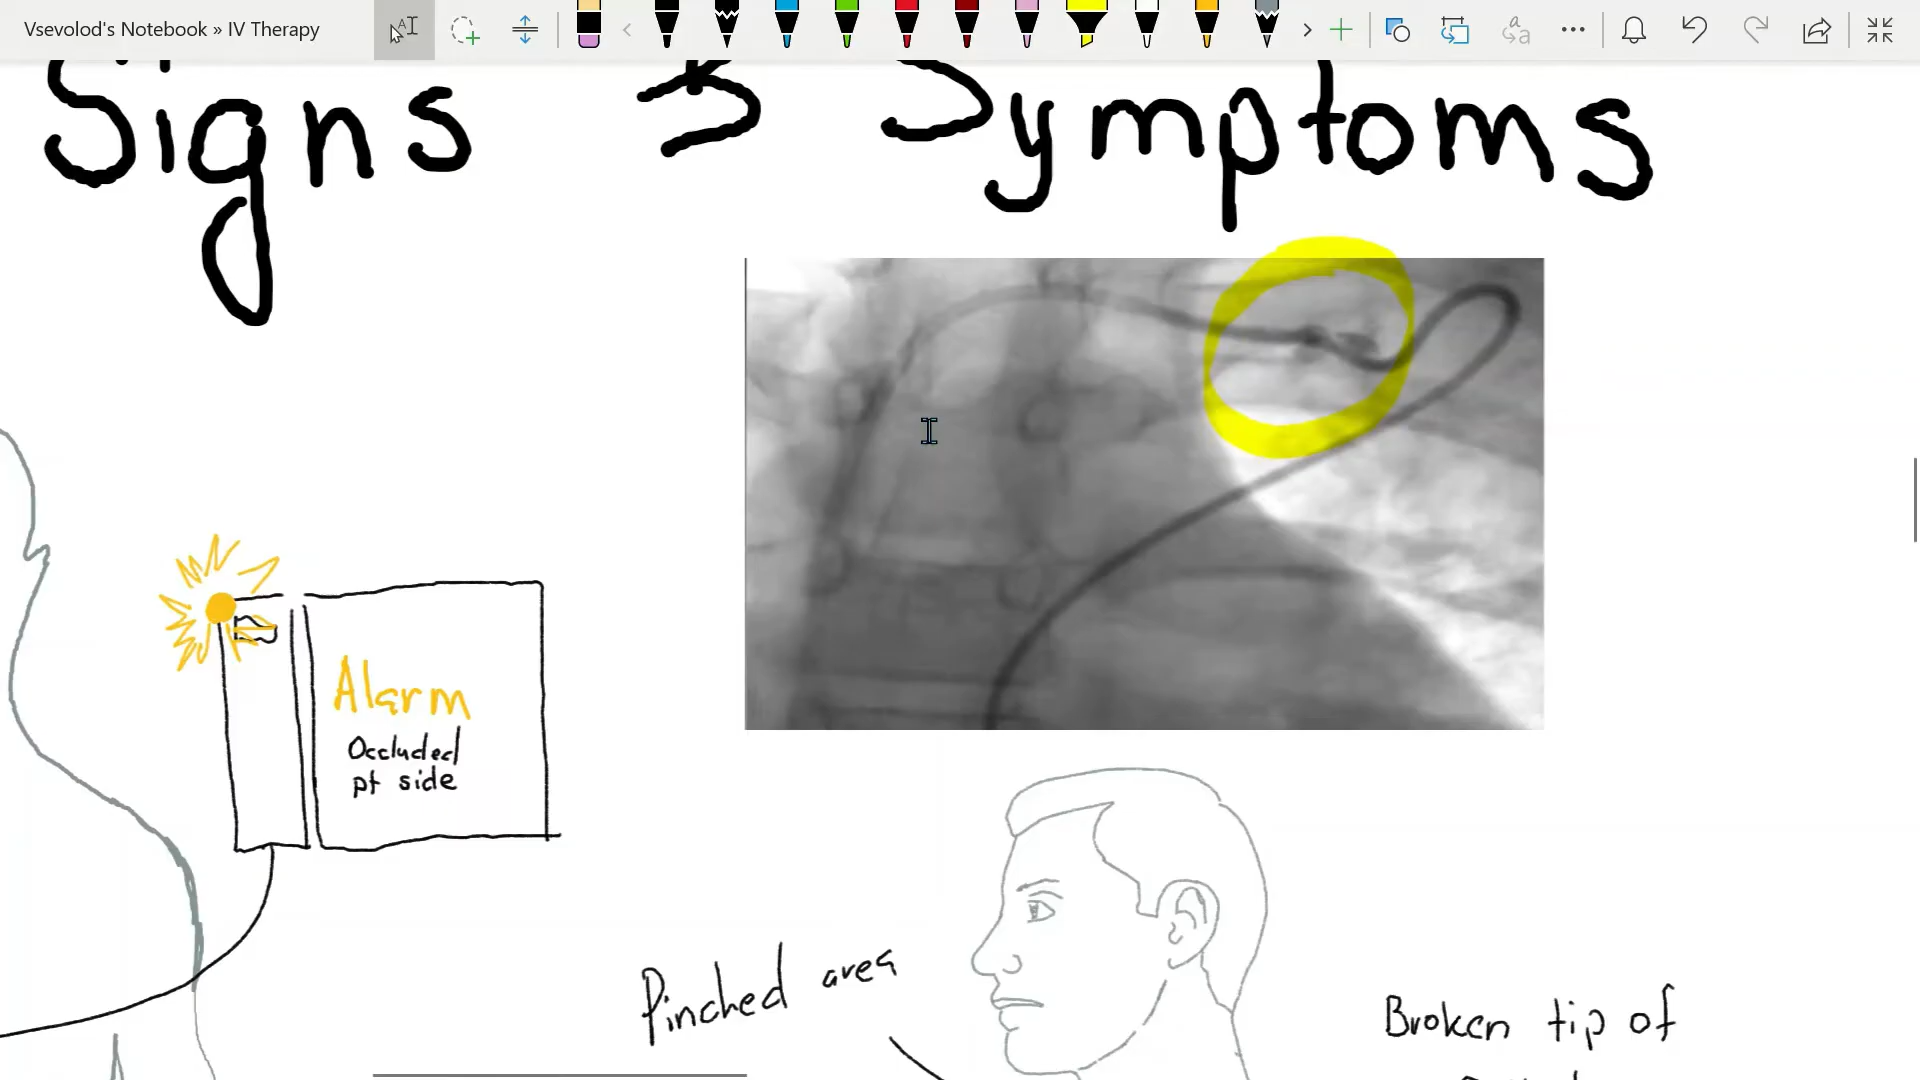 Vsevolod's Notebook » IV Therapy
Signs & Symptoms
Alarm
Occluded
pt side
Pinched area
Broken tip of